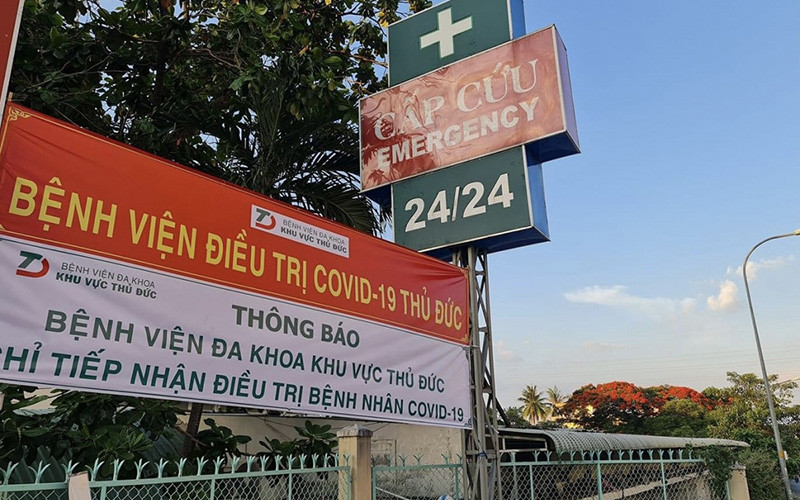 CẤP CỨU
EMERGENCY
24/24
BỆNH VIỆN ĐA KHOA
KHU VỰC THỦ ĐỨC
BỆNH VIỆN ĐIỀU TRỊ COVID-19 THỦ ĐỨC
BỆNH VIỆN ĐA KHOA
KHU VỰC THỦ ĐỨC
THÔNG BÁO
BỆNH VIỆN ĐA KHOA KHU VỰC THỦ ĐỨC
CHỈ TIẾP NHẬN ĐIỀU TRỊ BỆNH NHÂN COVID-19